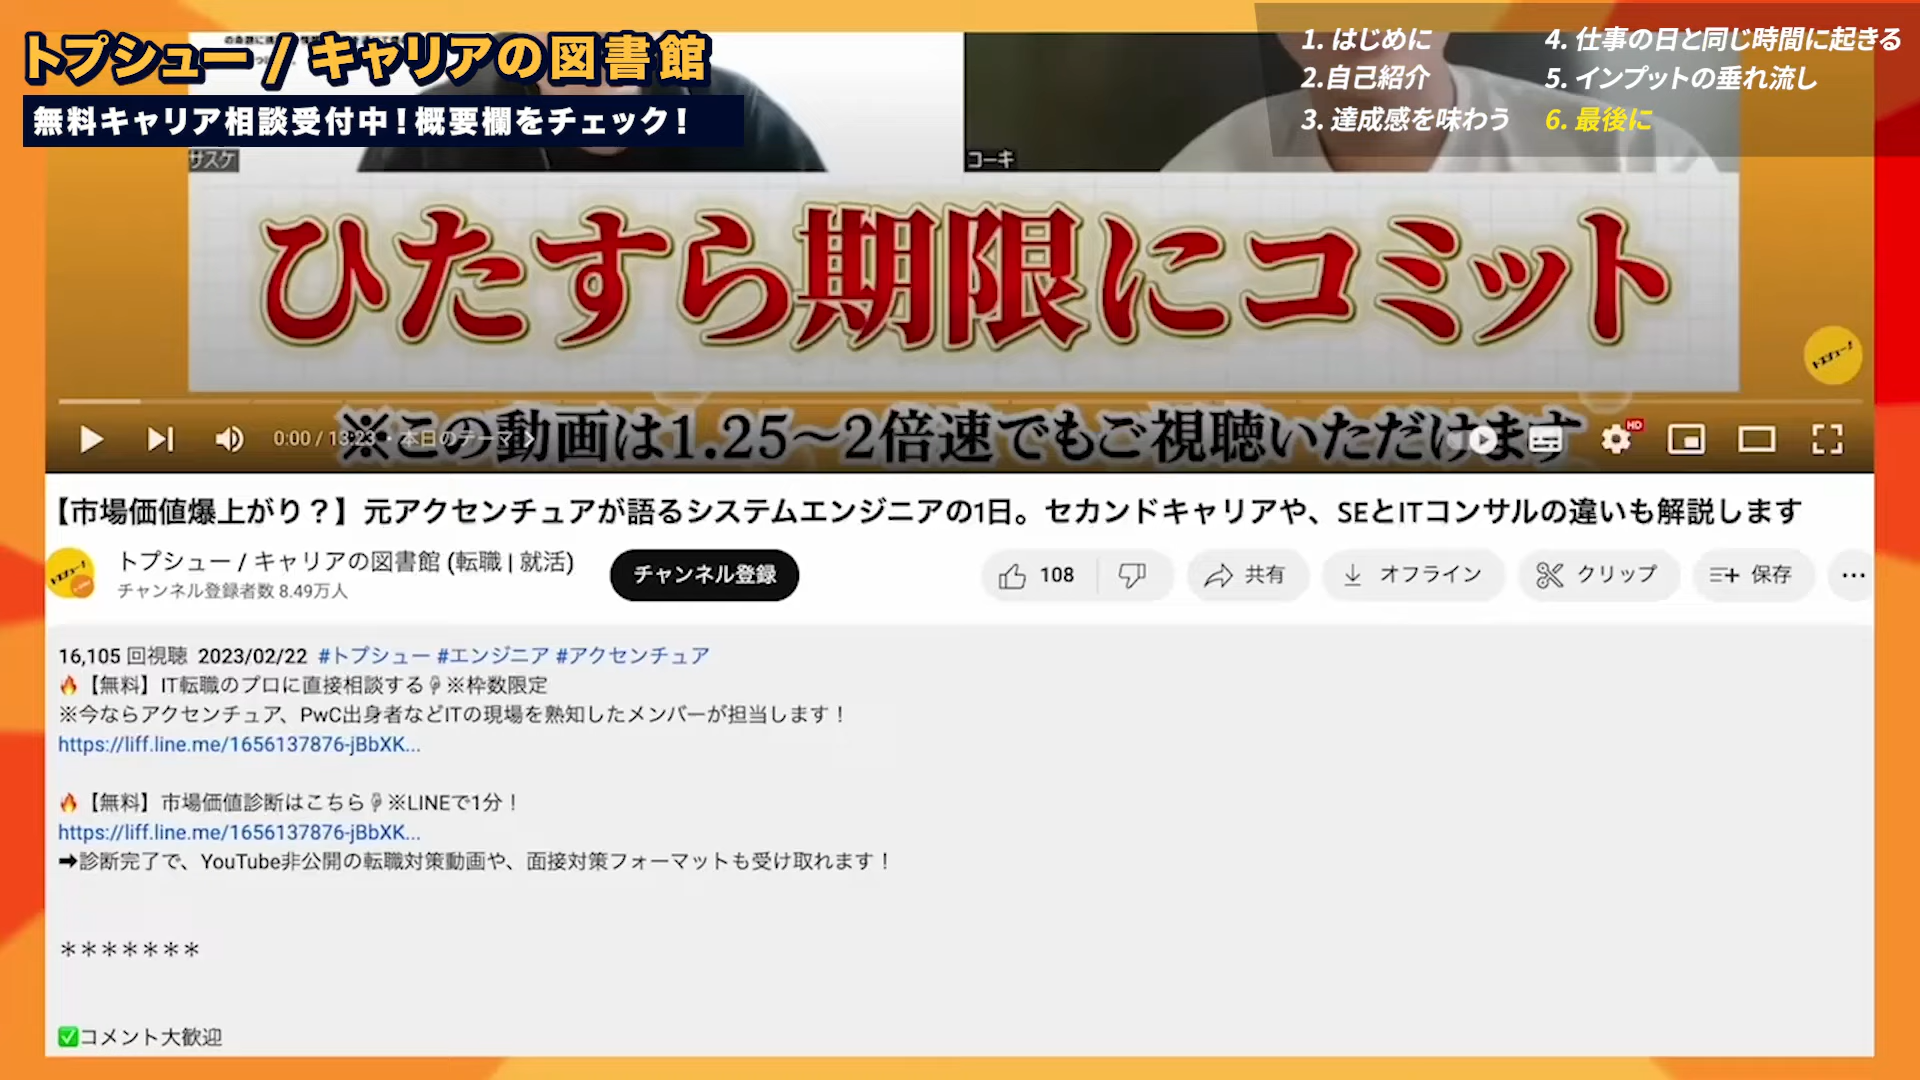 トプシュー / キャリアの図書館
無料キャリア相談受付中！概要欄をチェック！
1. はじめに
2.自己紹介
3. 達成感を味わう
4. 仕事の日と同じ時間に起きる
5. インプットの垂れ流し
6. 最後に
サスケ
コーキ
ひたすら期限にコミット
トプシュー!
※この動画は1.25〜2倍速でもご視聴いただけます
0:00 / 13:23 ・本日のテーマ
HD
【市場価値爆上がり？】元アクセンチュアが語るシステムエンジニアの1日。セカンドキャリアや、SEとITコンサルの違いも解説します
トプシュー / キャリアの図書館 (転職 | 就活)
チャンネル登録者数 8.49万人
チャンネル登録
108
共有
オフライン
クリップ
保存
16,105 回視聴 2023/02/22 #トプシュー #エンジニア #アクセンチュア
🔥【無料】IT転職のプロに直接相談する☟※枠数限定
※今ならアクセンチュア、PwC出身者などITの現場を熟知したメンバーが担当します！
https://liff.line.me/1656137876-jBbXK...
🔥【無料】市場価値診断はこちら☟※LINEで1分！
https://liff.line.me/1656137876-jBbXK...
➡診断完了で、YouTube非公開の転職対策動画や、面接対策フォーマットも受け取れます！
＊＊＊＊＊＊＊
✅コメント大歓迎